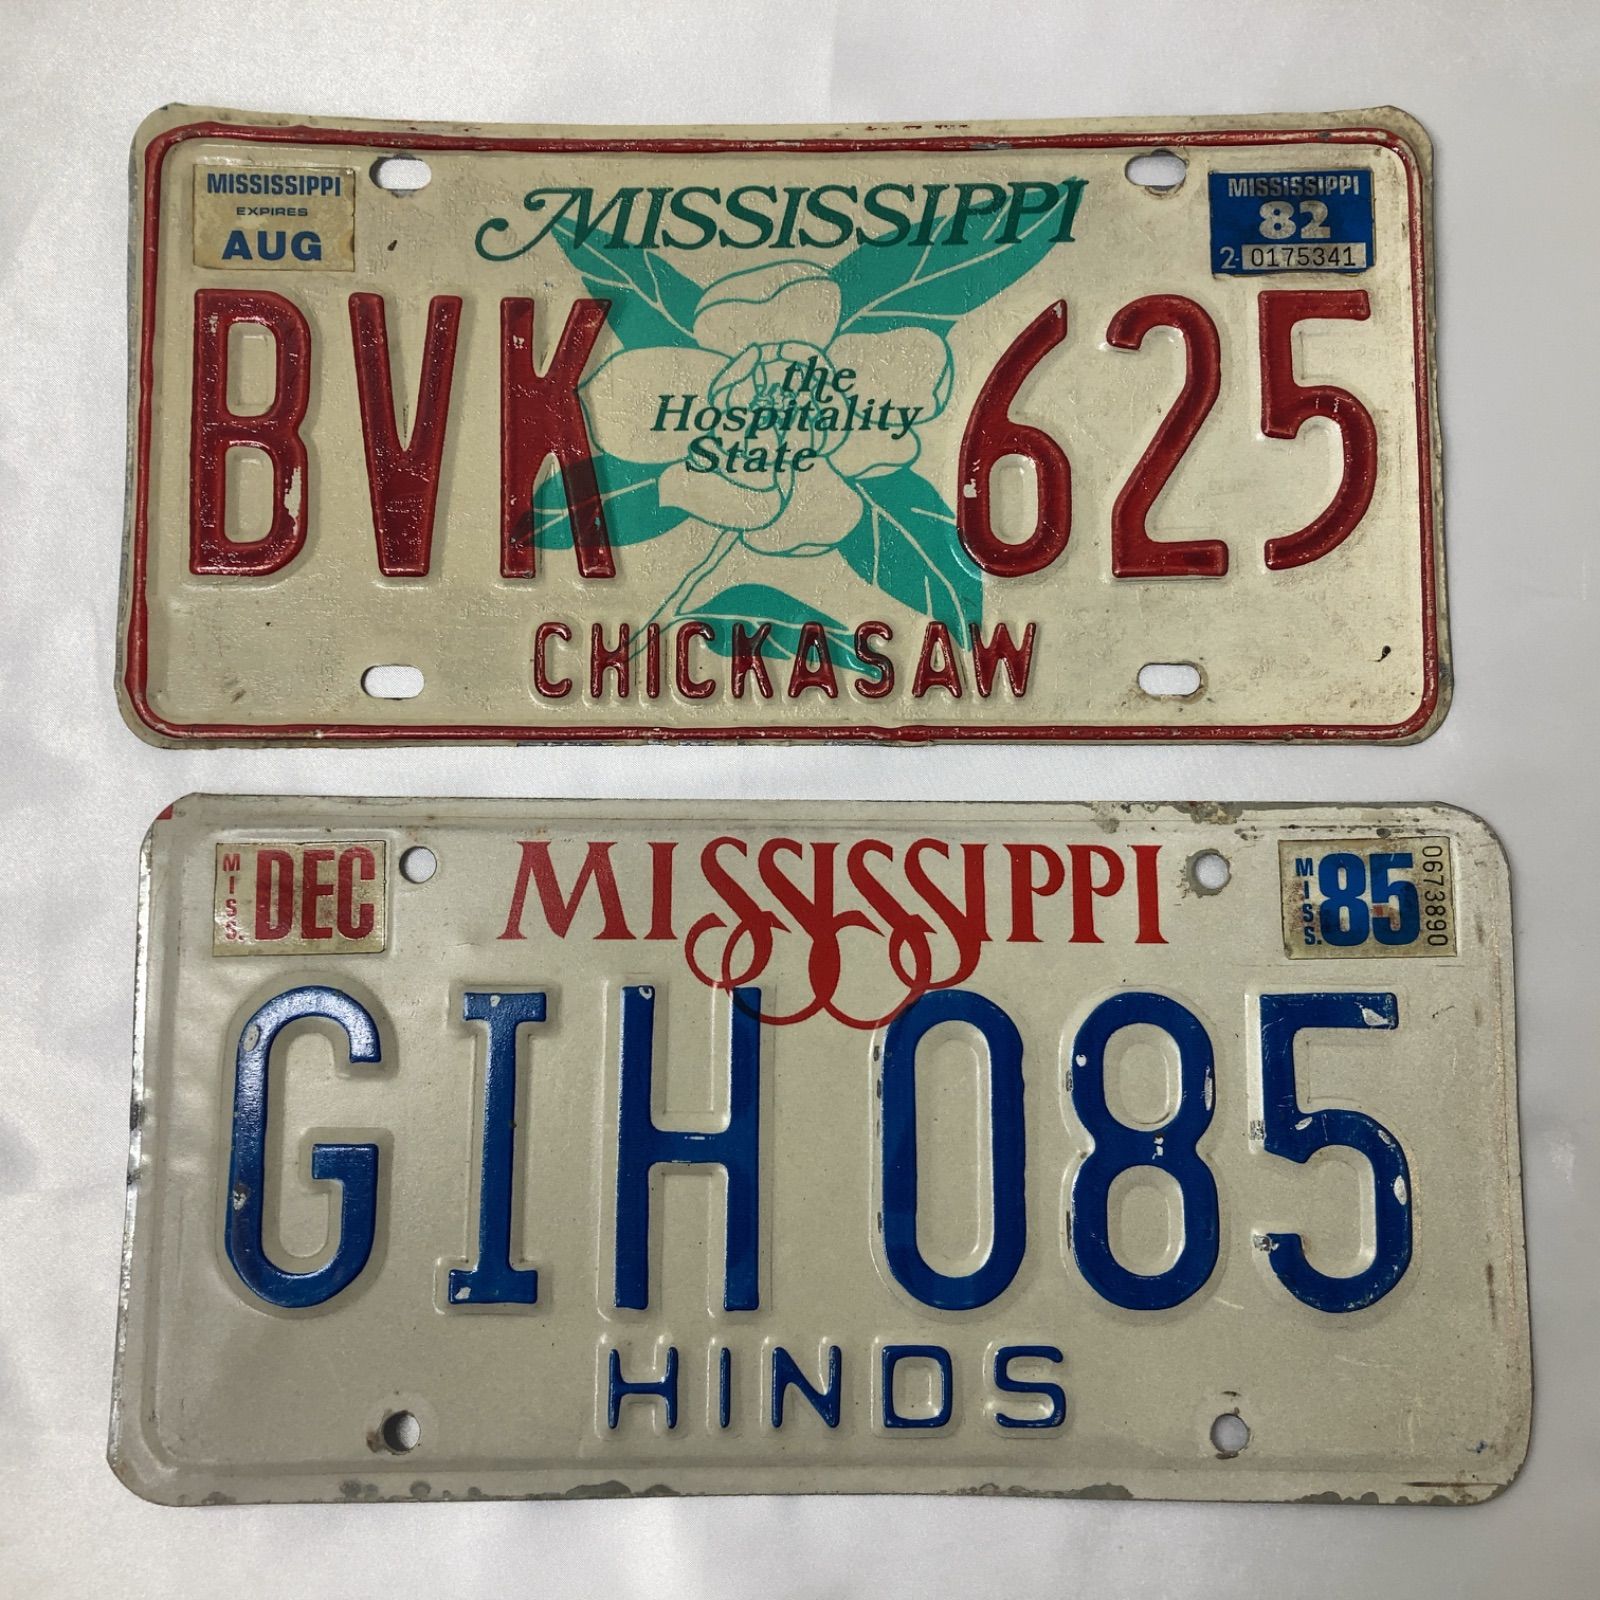 MISSISSIPPI
EXPIRES
AUG
MISSISSIPPI
MISSISSIPPI
82
2-0175341
BVK 625
the
Hospitality
State
CHICKASAW
MISS.
DEC
MISSISSIPPI
MISS.
85
0673890
GIH 085
HINDS